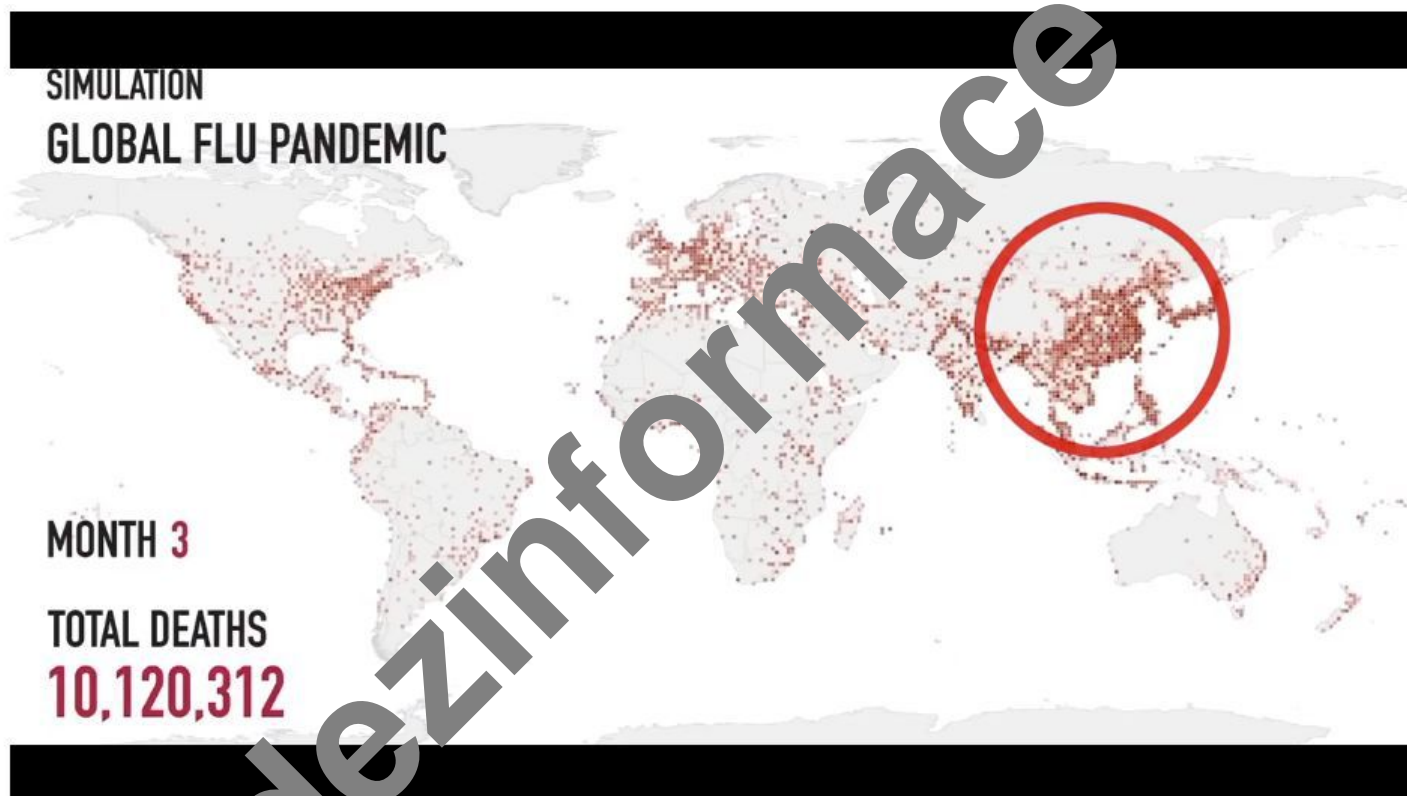 SIMULATION
GLOBAL FLU PANDEMIC
dezinformace
MONTH 3
TOTAL DEATHS
10,120,312